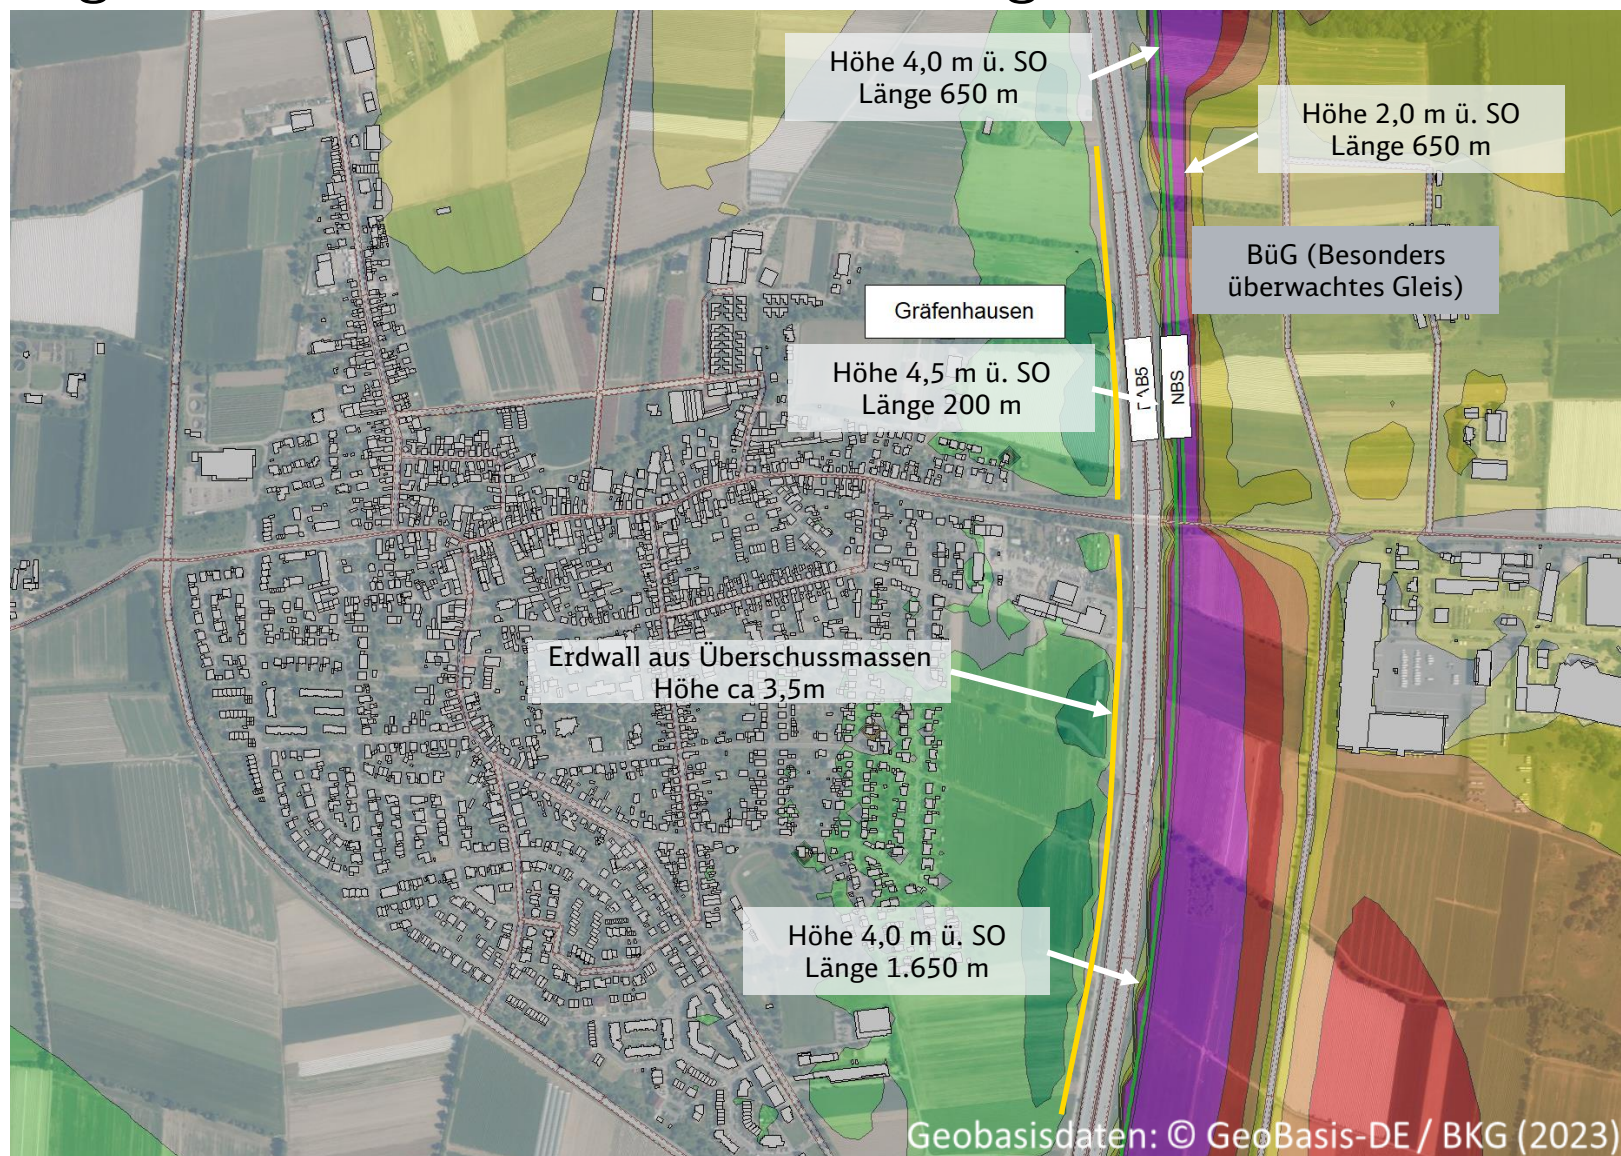 Höhe 4,0 m ü. SO
Länge 650 m
Höhe 2,0 m ü. SO
Länge 650 m
BüG (Besonders
überwachtes Gleis)
Gräfenhausen
Höhe 4,5 m ü. SO
Länge 200 m
NBS
Erdwall aus Überschussmassen
Höhe ca 3,5m
Höhe 4,0 m ü. SO
Länge 1.650 m
Geobasisdaten: © GeoBasis-DE / BKG (2023)